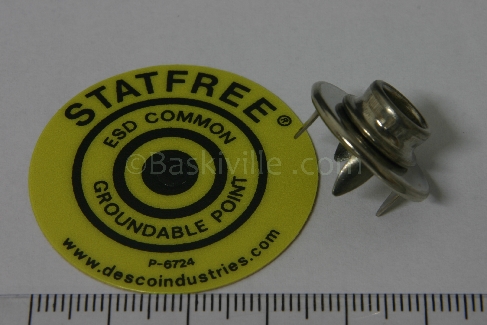 STATFREE®
ESD COMMON
GROUNDABLE POINT
P-6724
www.descoindustries.com
©Baskiville.com